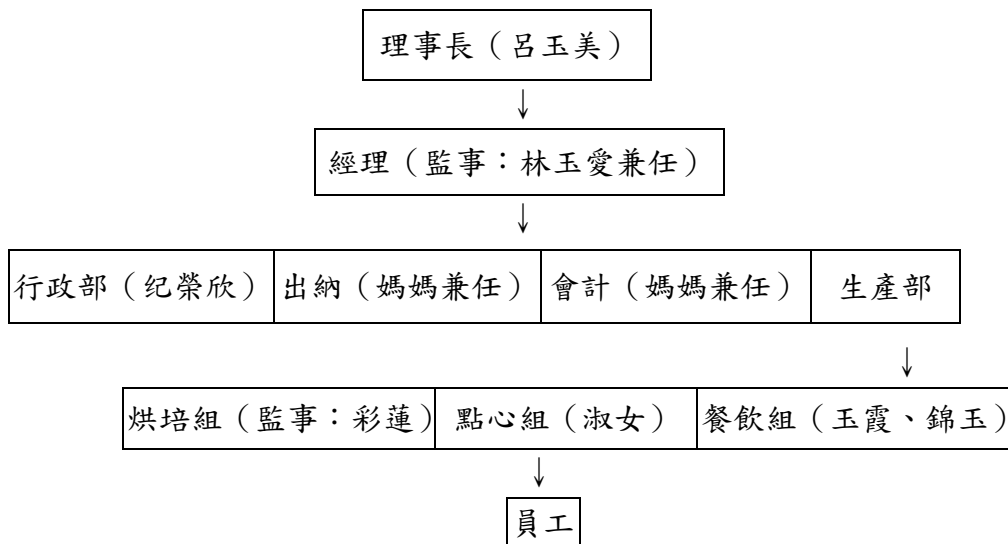 理事長（呂玉美）
↓
經理（監事：林玉愛兼任）
↓
行政部（纪榮欣） 出納（媽媽兼任） 會計（媽媽兼任） 生產部
↓
烘培組（監事：彩蓮） 點心組（淑女） 餐飲組（玉霞、錦玉）
↓
員工